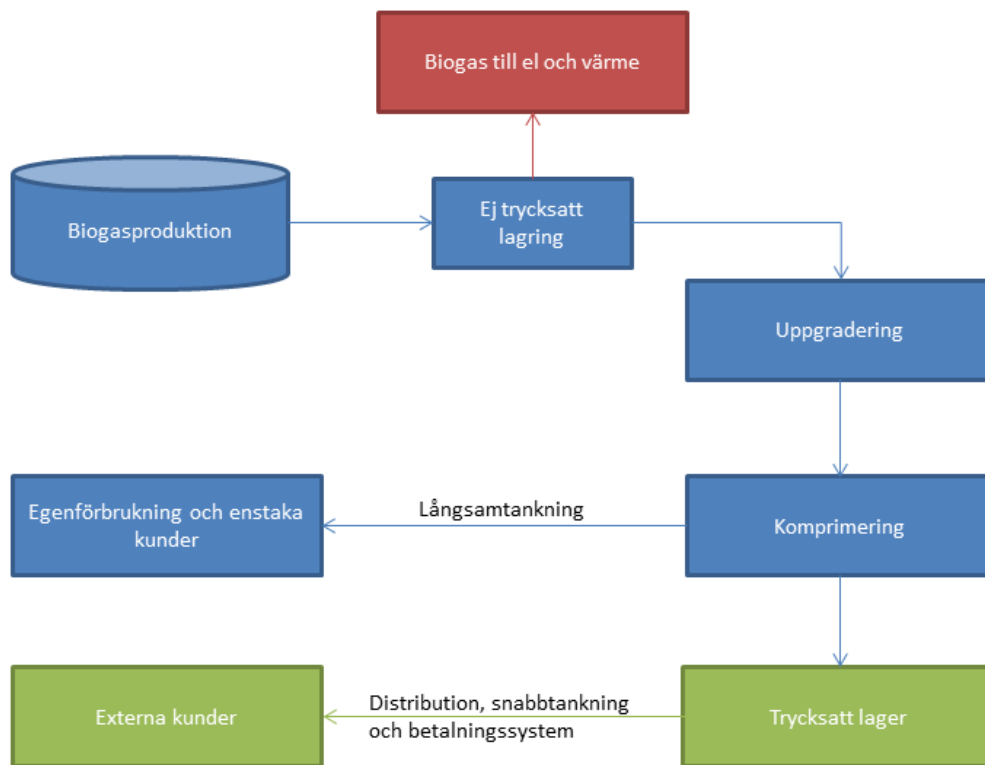 Biogas till el och värme
Biogasproduktion
Ej trycksatt
lagring
Uppgradering
Egenförbrukning och enstaka
kunder
Långsamtankning
Komprimering
Externa kunder
Distribution, snabbtankning
och betalningssystem
Trycksatt lager